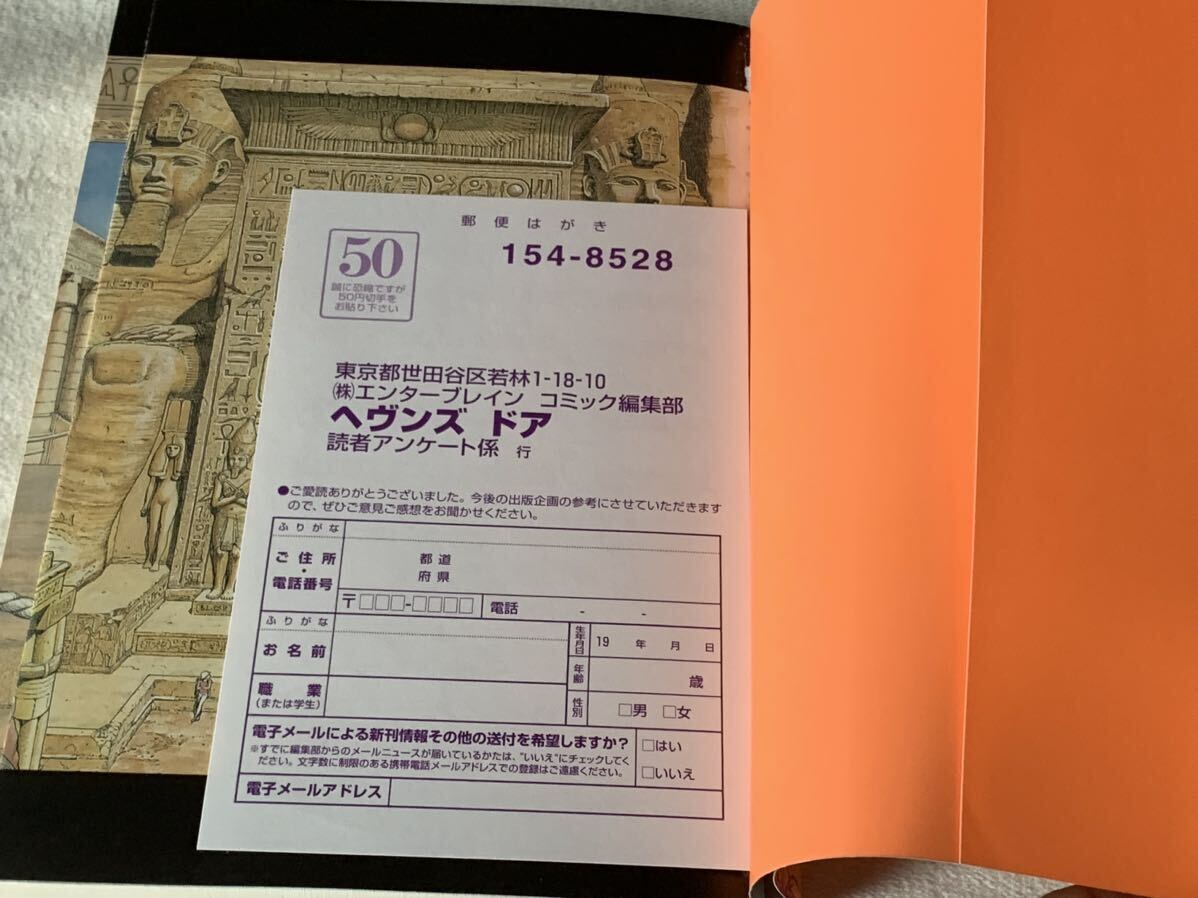 郵便はがき
50
誠に恐縮ですが
50円切手を
お貼り下さい
154-8528
東京都世田谷区若林1-18-10
㈱エンターブレイン コミック編集部
ヘヴンズ ドア
読者アンケート係 行
●ご愛読ありがとうございました。今後の出版企画の参考にさせていただきます
ので、ぜひご意見ご感想をお聞かせください。
ふりがな
ご住所
・
電話番号
都道
府県
〒□□□-□□□□
電話 - -
ふりがな
お名前
生年月日
19 年 月 日
年齢
歳
職業
(または学生)
性別
□男 □女
電子メールによる新刊情報その他の送付を希望しますか?
※すでに編集部からのメールニュースが届いているかたは、"いいえ"にチェックしてく
ださい。文字数に制限のある携帯電話メールアドレスでの登録はご遠慮ください。
□はい
□いいえ
電子メールアドレス